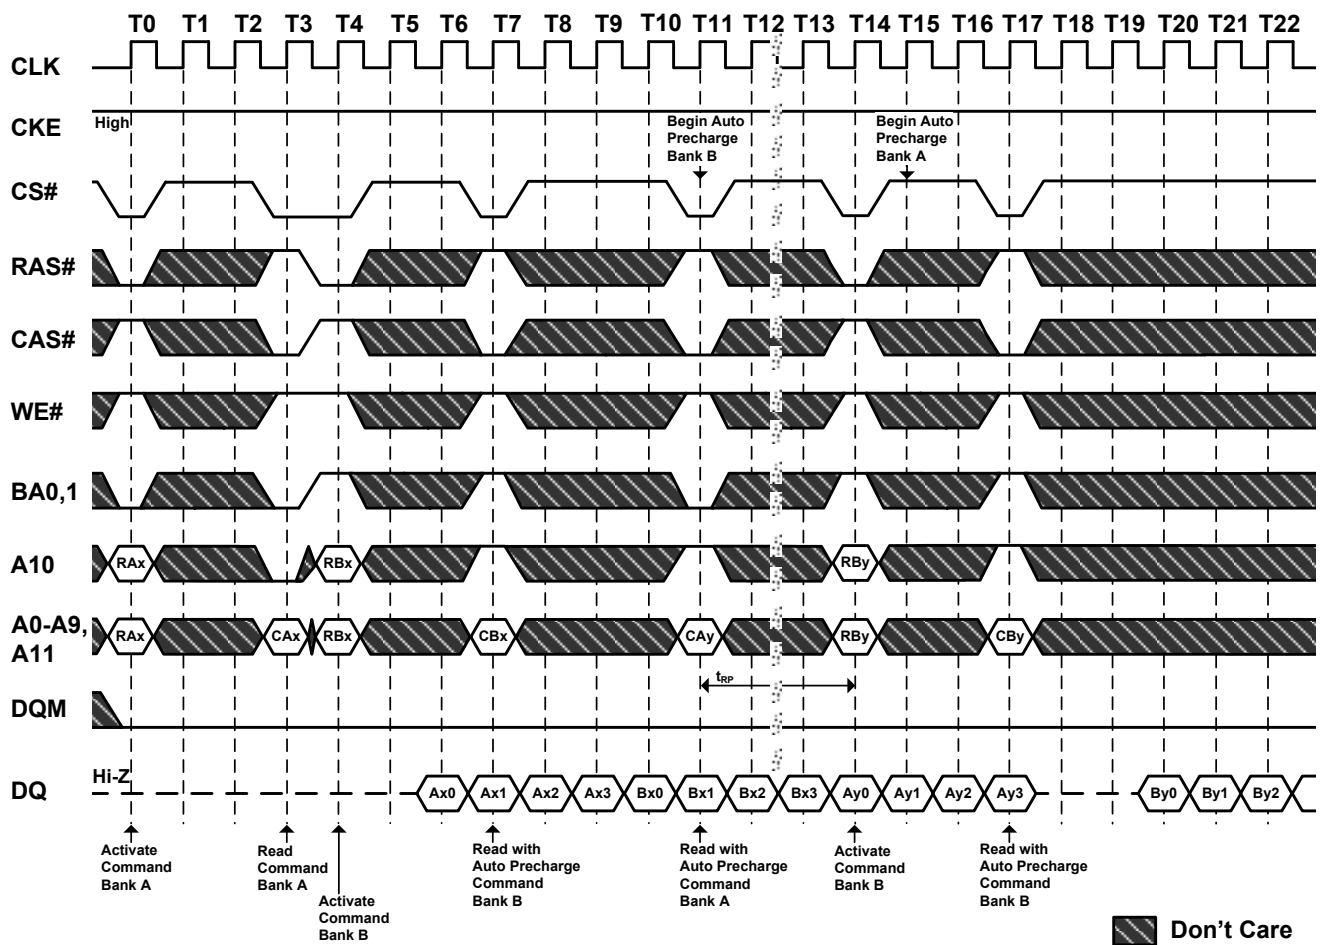 T0 T1 T2 T3 T4 T5 T6 T7 T8 T9 T10 T11 T12 T13 T14 T15 T16 T17 T18 T19 T20 T21 T22
CLK
CKE
High
Begin Auto
Precharge
Bank B
Begin Auto
Precharge
Bank A
CS#
RAS#
CAS#
WE#
BA0,1
A10
RAx RBx RBy
A0-A9,
A11
RAx CAx RBx CBx CAy RBy CBy
tRP
DQM
DQ
Hi-Z
Ax0 Ax1 Ax2 Ax3 Bx0 Bx1 Bx2 Bx3 Ay0 Ay1 Ay2 Ay3 By0 By1 By2
Activate
Command
Bank A
Read
Command
Bank A
Activate
Command
Bank B
Read with
Auto Precharge
Command
Bank B
Read with
Auto Precharge
Command
Bank A
Activate
Command
Bank B
Read with
Auto Precharge
Command
Bank B
Don't Care